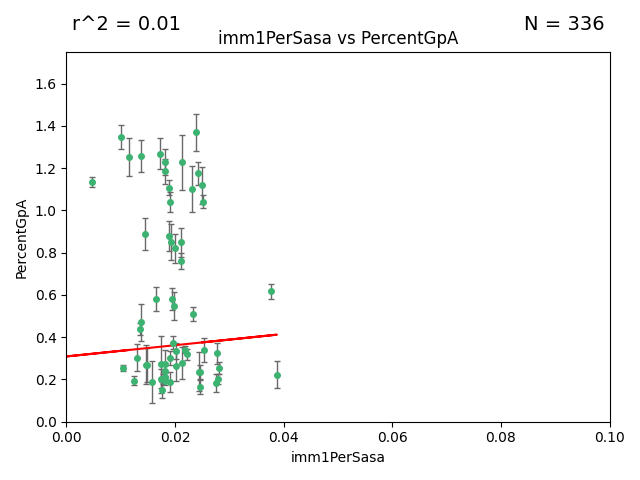 r^2 = 0.01
N = 336
imm1PerSasa vs PercentGpA
PercentGpA
1.6
1.4
1.2
1.0
0.8
0.6
0.4
0.2
0.0
0.00 0.02 0.04 0.06 0.08 0.10
imm1PerSasa